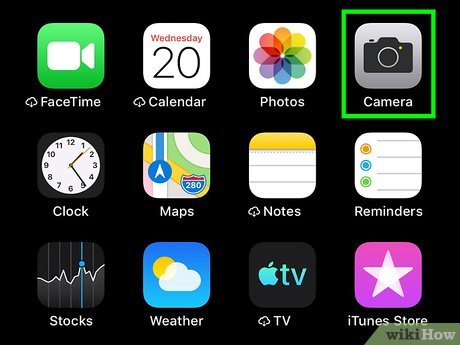 Wednesday
20
FaceTime
Calendar
Photos
Camera
280
Clock
Maps
Notes
Reminders
tv
Stocks
Weather
TV
iTunes Store
wikiHow